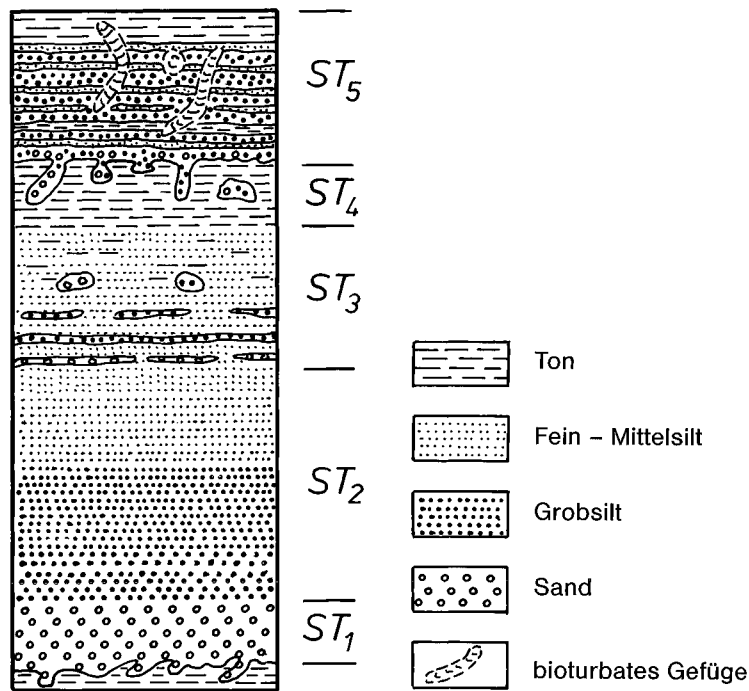 ST5
ST4
ST3
ST2
ST1
Ton
Fein – Mittelsilt
Grobsilt
Sand
bioturbates Gefüge